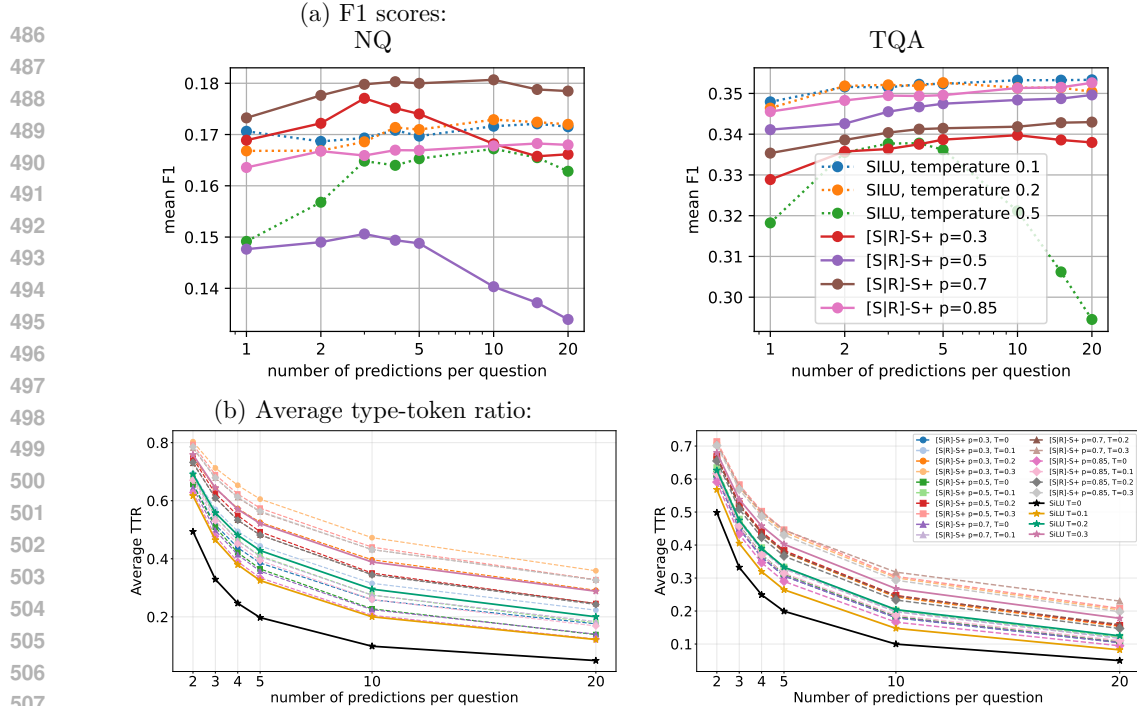 486
487
488
489
490
491
492
493
494
495
496
497
498
499
500
501
502
503
504
505
506
507
(a) F1 scores:
NQ
TQA
mean F1
0.18
0.17
0.16
0.15
0.14
1 2 5 10 20
number of predictions per question
mean F1
0.35
0.34
0.33
0.32
0.31
0.30
1 2 5 10 20
number of predictions per question
SILU, temperature 0.1
SILU, temperature 0.2
SILU, temperature 0.5
[S|R]-S+ p=0.3
[S|R]-S+ p=0.5
[S|R]-S+ p=0.7
[S|R]-S+ p=0.85
(b) Average type-token ratio:
Average TTR
0.8
0.6
0.4
0.2
2 3 4 5 10 20
number of predictions per question
Average TTR
0.7
0.6
0.5
0.4
0.3
0.2
0.1
2 3 4 5 10 20
Number of predictions per question
[S|R]-S+ p=0.3, T=0
[S|R]-S+ p=0.3, T=0.1
[S|R]-S+ p=0.3, T=0.2
[S|R]-S+ p=0.3, T=0.3
[S|R]-S+ p=0.5, T=0
[S|R]-S+ p=0.5, T=0.1
[S|R]-S+ p=0.5, T=0.2
[S|R]-S+ p=0.5, T=0.3
[S|R]-S+ p=0.7, T=0
[S|R]-S+ p=0.7, T=0.1
[S|R]-S+ p=0.7, T=0.2
[S|R]-S+ p=0.7, T=0.3
[S|R]-S+ p=0.85, T=0
[S|R]-S+ p=0.85, T=0.1
[S|R]-S+ p=0.85, T=0.2
[S|R]-S+ p=0.85, T=0.3
SiLU T=0
SiLU T=0.1
SiLU T=0.2
SiLU T=0.3